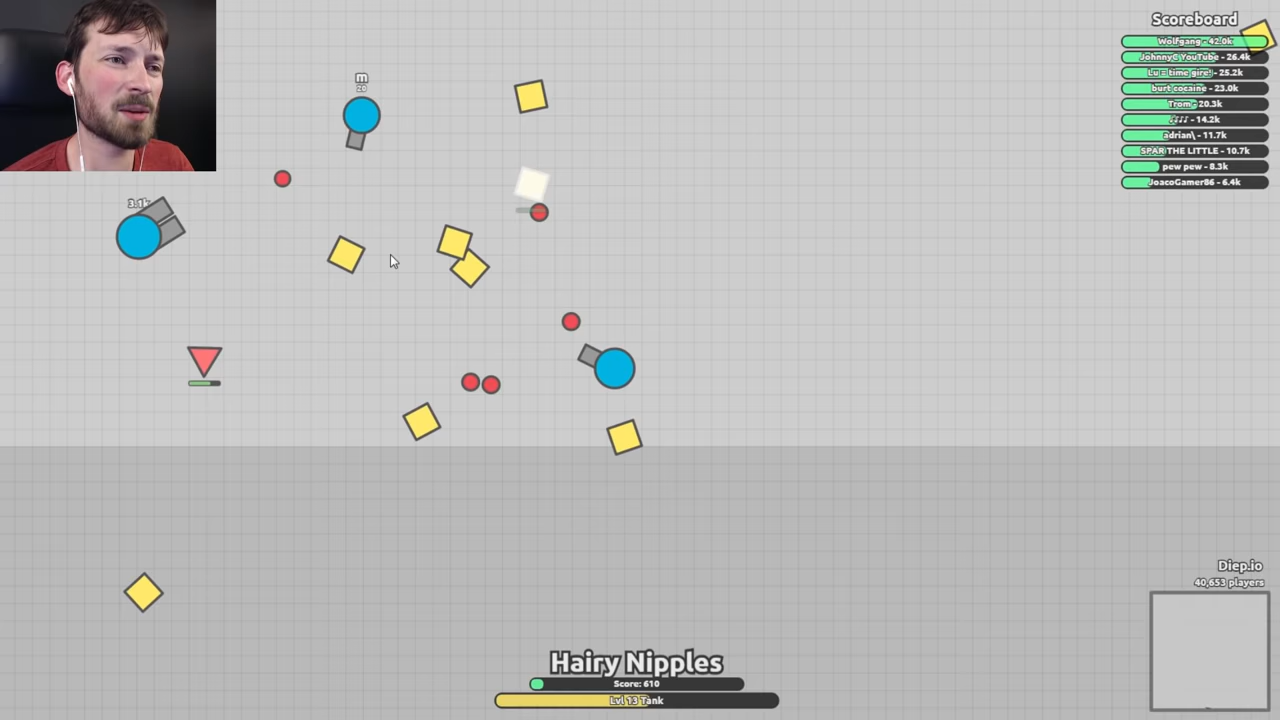 Scoreboard
Wolfgang - 42.0k
JohnnyC YouTube - 26.4k
Lu = time gire: - 25.2k
burt cocaine - 23.0k
Trom - 20.3k
♫♪♪♪ - 14.2k
adrian\ - 11.7k
SPAR THE LITTLE - 10.7k
pew pew - 8.3k
JoacoGamer86 - 6.4k
m
20
3.1k
Diep.io
40,653 players
Hairy Nipples
Score: 610
Lvl 13 Tank